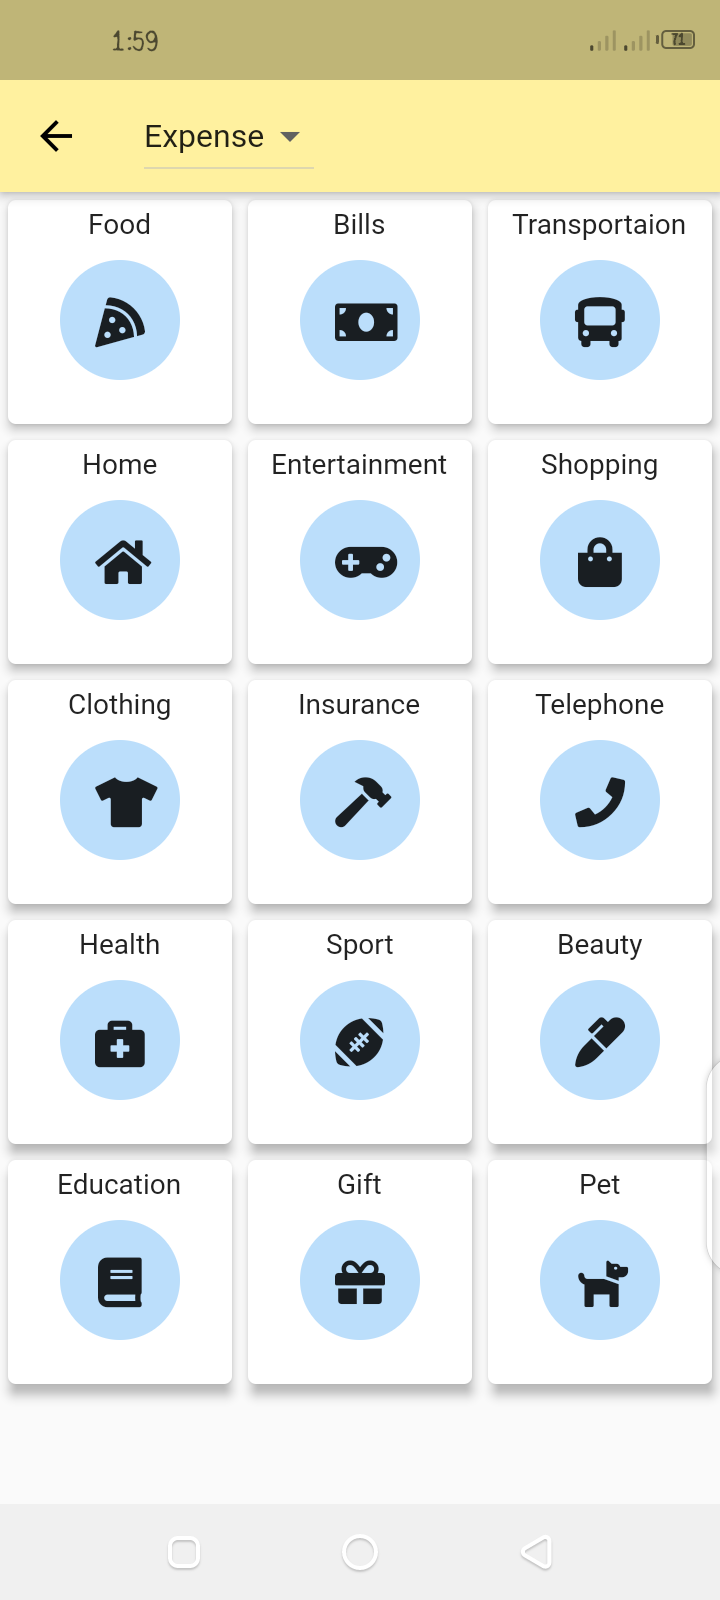 1:59
71
Expense
Food
Bills
Transportaion
Home
Entertainment
Shopping
Clothing
Insurance
Telephone
Health
Sport
Beauty
Education
Gift
Pet